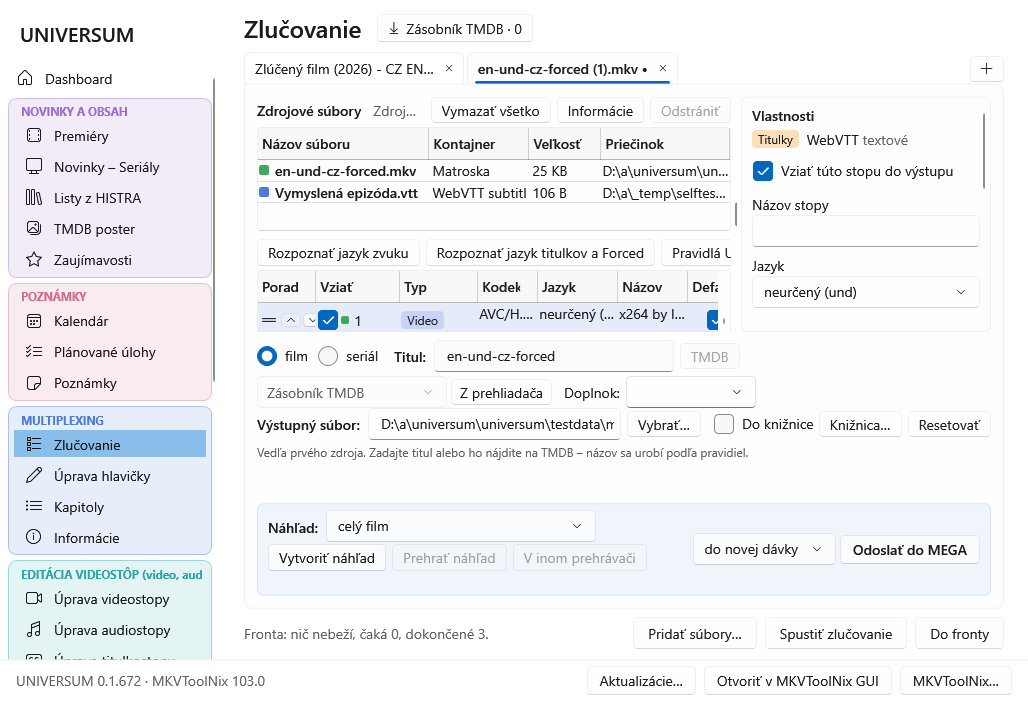 UNIVERSUM
Dashboard
NOVINKY A OBSAH
Premiéry
Novinky – Seriály
Listy z HISTRA
TMDB poster
Zaujímavosti
POZNÁMKY
Kalendár
Plánované úlohy
Poznámky
MULTIPLEXING
Zlučovanie
Úprava hlavičky
Kapitoly
Informácie
EDITÁCIA VIDEOSTÔP (video, aud
Úprava videostopy
Úprava audiostopy
Zlučovanie
Zásobník TMDB · 0
Zlúčený film (2026) - CZ EN... ×
en-und-cz-forced (1).mkv • ×
Zdrojové súbory Zdroj... Vymazať všetko Informácie Odstrániť
Názov súboru Kontajner Veľkosť Priečinok
en-und-cz-forced.mkv Matroska 25 KB D:\a\universum\un...
Vymyslená epizóda.vtt WebVTT subtitl 106 B D:\a\_temp\selftes...
Rozpoznať jazyk zvuku Rozpoznať jazyk titulkov a Forced Pravidlá
Porad Vziať Typ Kodek Jazyk Názov Defa
1 Video AVC/H.... neurčený (... x264 by l...
Vlastnosti
Titulky WebVTT textové
Vziať túto stopu do výstupu
Názov stopy
Jazyk
neurčený (und)
film seriál Titul: en-und-cz-forced TMDB
Zásobník TMDB Z prehliadača Doplnok:
Výstupný súbor: D:\a\universum\universum\testdata\m Vybrať... Do knižnice Knižnica... Resetovať
Vedľa prvého zdroja. Zadajte titul alebo ho nájdite na TMDB – názov sa urobí podľa pravidiel.
Náhľad: celý film
Vytvoriť náhľad Prehrať náhľad V inom prehrávači
do novej dávky Odoslať do MEGA
Fronta: nič nebeží, čaká 0, dokončené 3.
Pridať súbory... Spustiť zlučovanie Do fronty
UNIVERSUM 0.1.672 · MKVToolNix 103.0
Aktualizácie... Otvoriť v MKVToolNix GUI MKVToolNix...